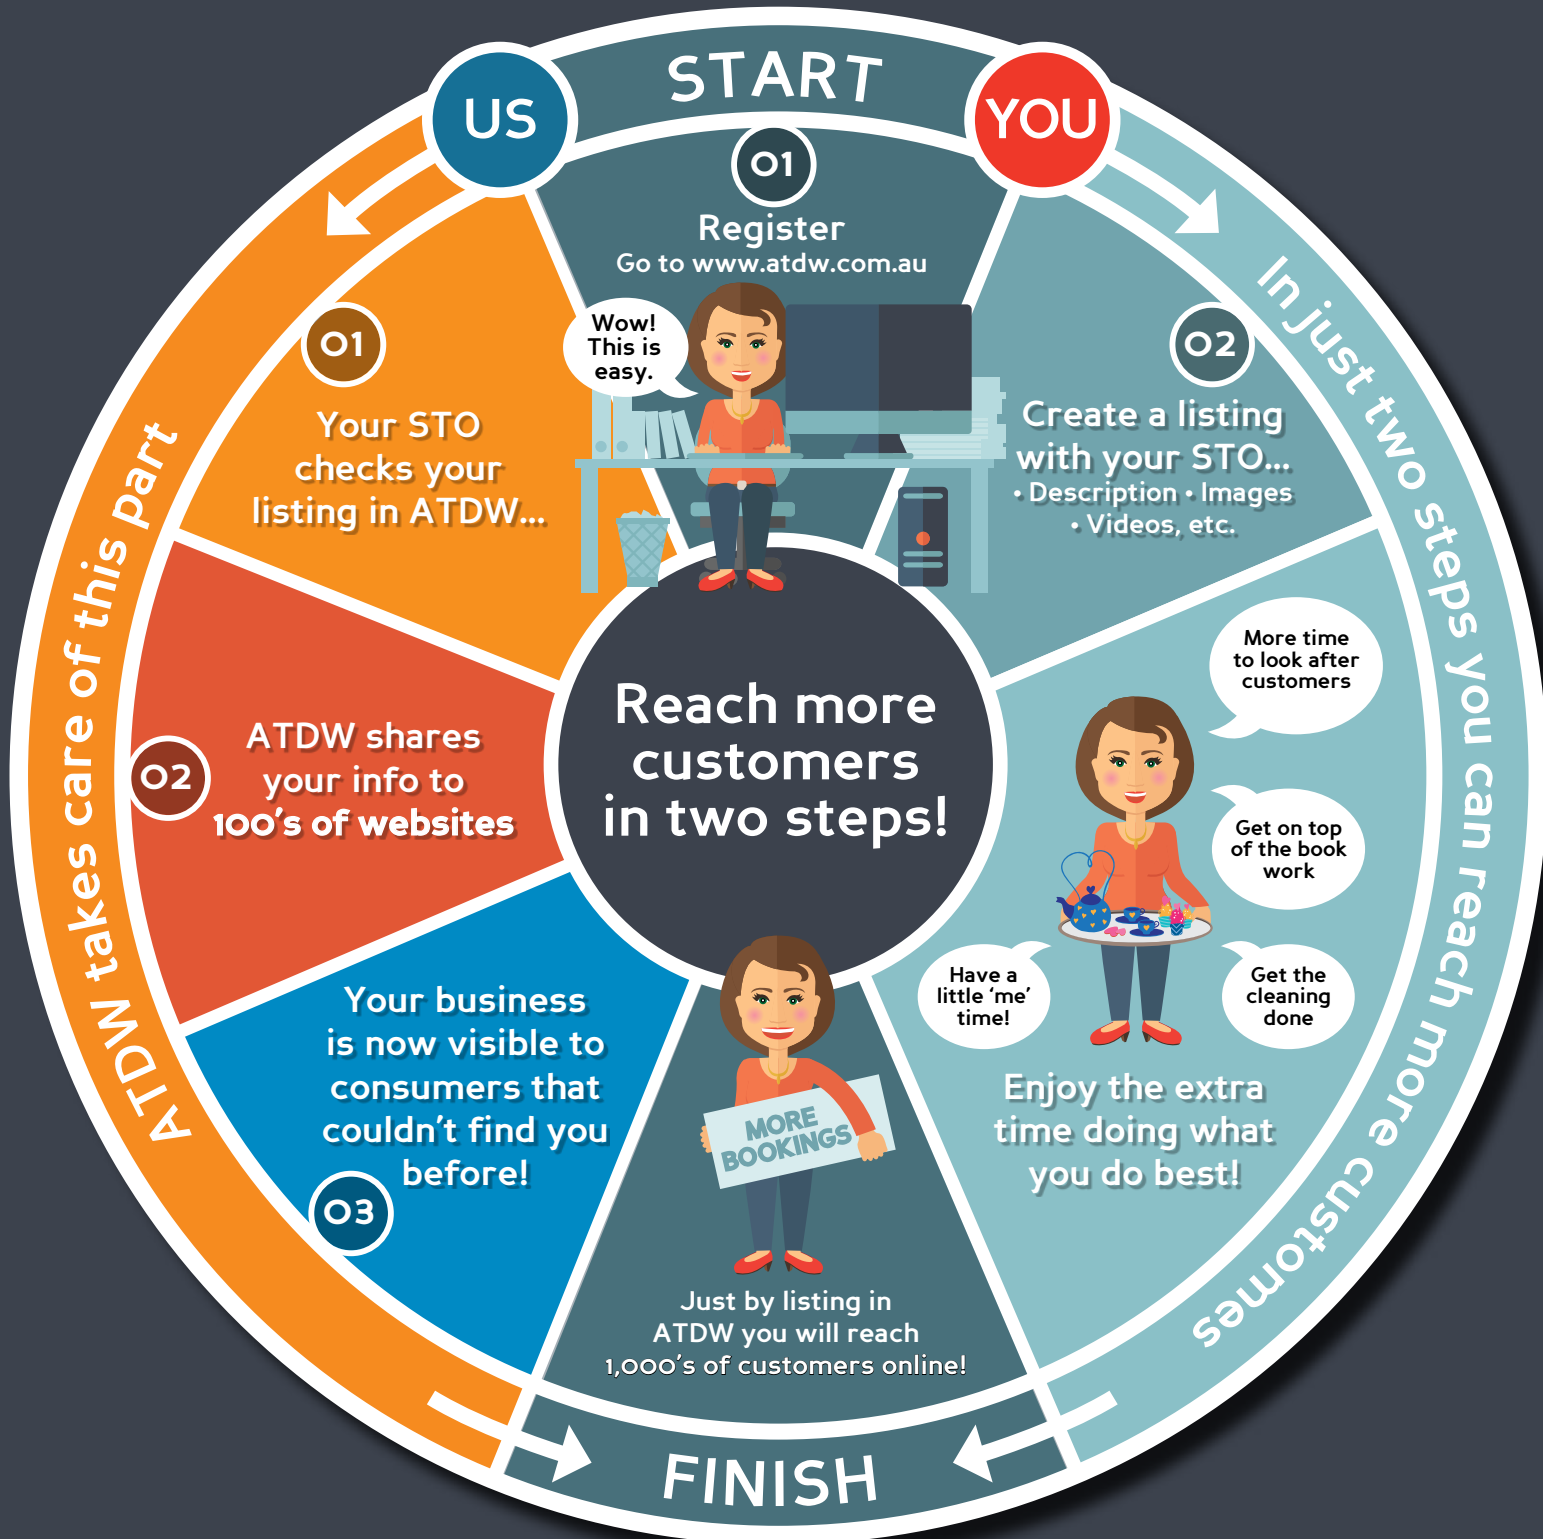 START
US
YOU
01
Register
Go to www.atdw.com.au
Wow!
This is
easy.
In just two steps you can reach more customes
02
Create a listing
with your STO...
• Description • Images
• Videos, etc.
More time
to look after
customers
Get on top
of the book
work
Have a
little ‘me’
time!
Get the
cleaning
done
Enjoy the extra
time doing what
you do best!
ATDW takes care of this part
01
Your STO
checks your
listing in ATDW...
02
ATDW shares
your info to
100’s of websites
03
Your business
is now visible to
consumers that
couldn’t find you
before!
Reach more
customers
in two steps!
MORE
BOOKINGS
Just by listing in
ATDW you will reach
1,000’s of customers online!
FINISH